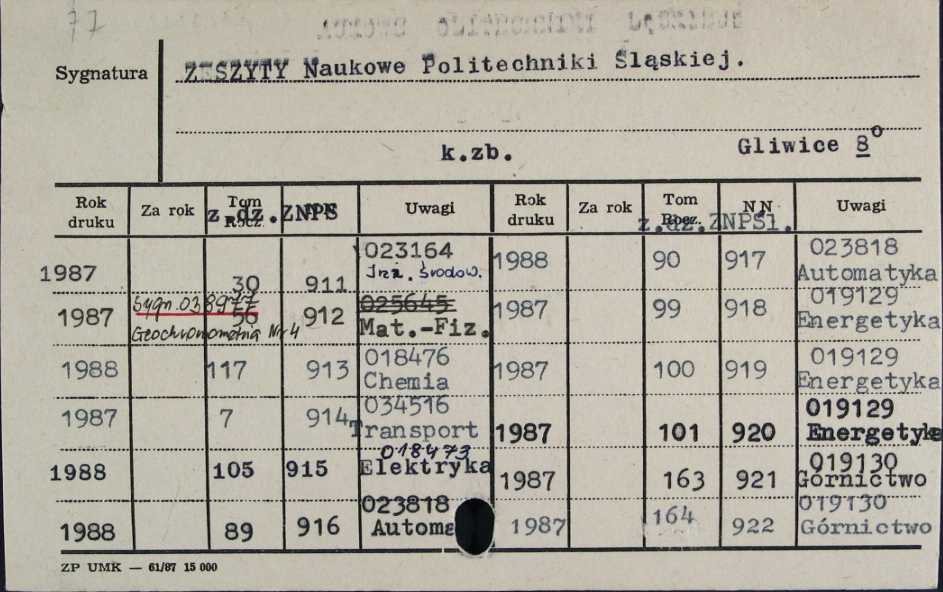 77
Sygnatura ZESZYTY Naukowe Politechniki Śląskiej.
k.zb. Gliwice 8°
Rok druku Za rok Tom Rocz. NN Uwagi Rok druku Za rok Tom Rocz. NN Uwagi
z.dz.ZNPS z.dz.ZNPSl.
1987 30 911 023164 Inż. Środow. 1988 90 917 023818 Automatyka
1987 sygn. 038977 Geochronometria Nr 4 56 912 025645 Mat.-Fiz. 1987 99 918 019129 Energetyka
1988 117 913 018476 Chemia 1987 100 919 019129 Energetyka
1987 7 914 034516 Transport 1987 101 920 019129 Energetyka
1988 105 915 018473 Elektryka 1987 163 921 019130 Górnictwo
1988 89 916 023818 Automa 1987 164 922 019130 Górnictwo
ZP UMK — 61/87 15 000